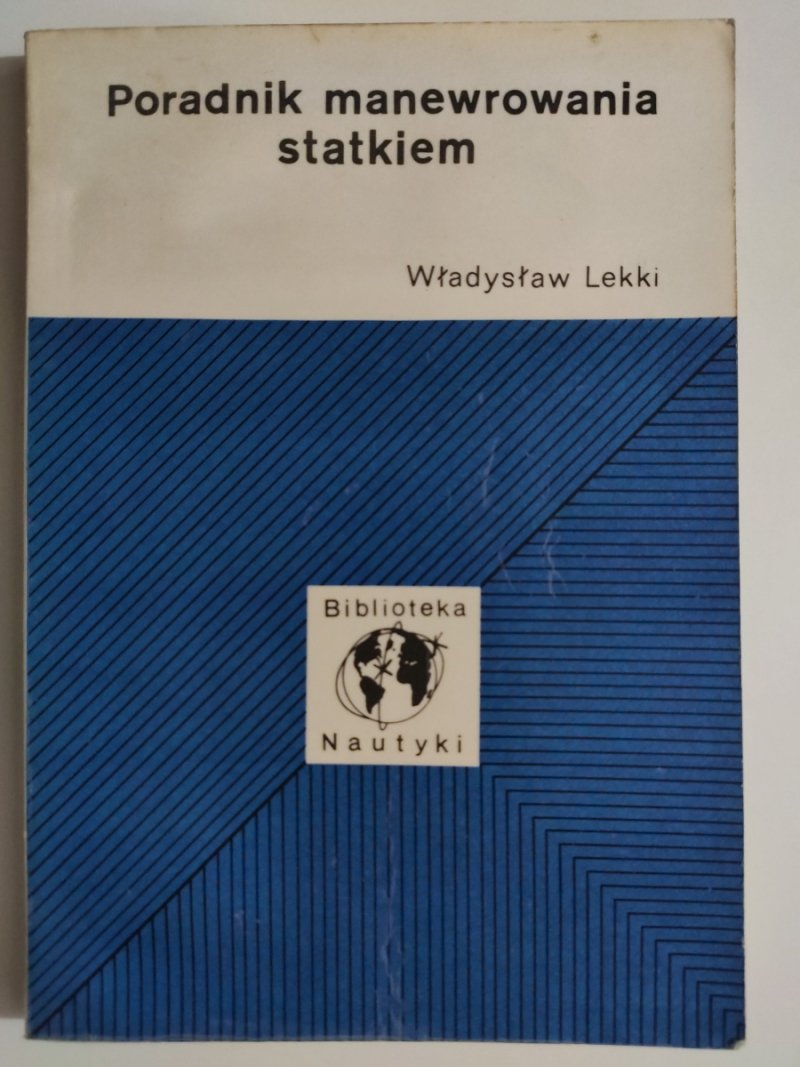 Poradnik manewrowania
statkiem
Władysław Lekki
Biblioteka
Nautyki